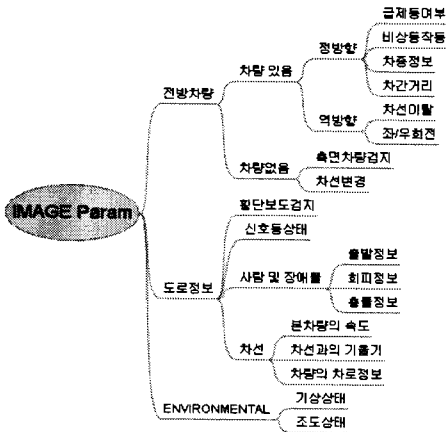 급제동여부
비상등작동
차종정보
차간거리
정방향
차량 있음
차선이탈
좌/우회전
역방향
전방차량
측면차량검지
차선변경
차량없음
IMAGE Param
횡단보도검지
신호등상태
돌발정보
회피정보
충돌정보
사람 및 장애물
도로정보
본차량의 속도
차선과의 기울기
차량의 차로정보
차선
기상상태
조도상태
ENVIRONMENTAL